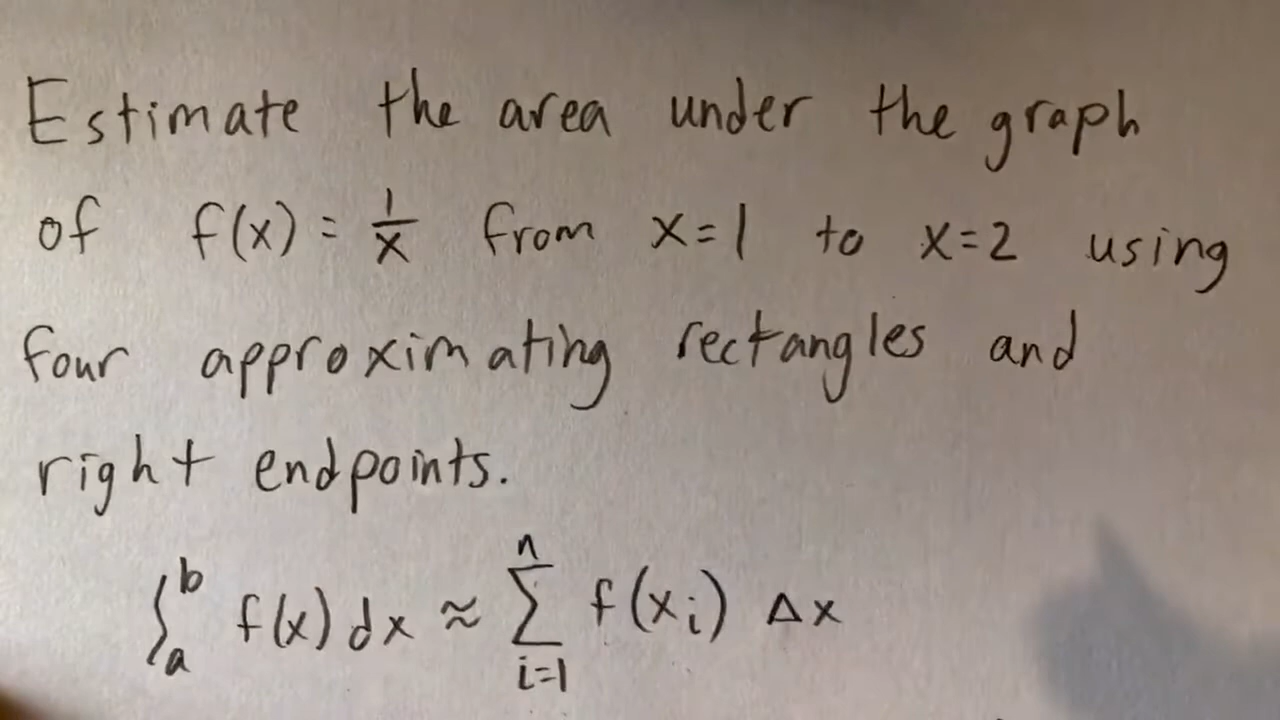 Estimate the area under the graph
of f(x) = 1/x from x=1 to x=2 using
four approximating rectangles and
right endpoints.
∫_a^b f(x) dx ≈ ∑_{i=1}^n f(x_i) Δx